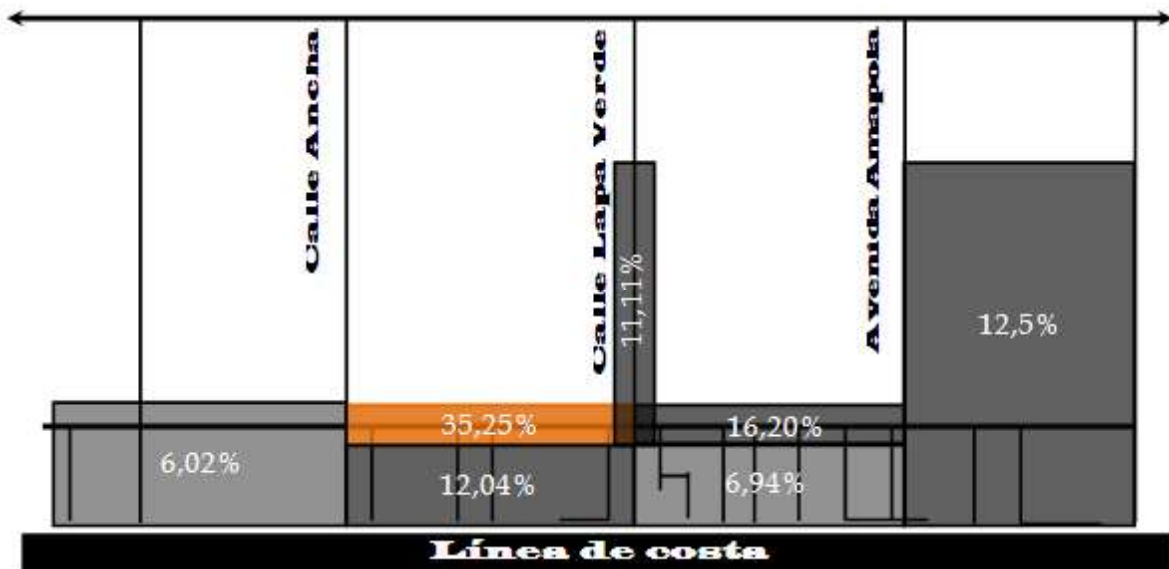 Calle Ancha
Calle Lapa Verde
Avenida Amapola
11,11%
12,5%
35,25%
16,20%
6,02%
12,04%
6,94%
Línea de costa